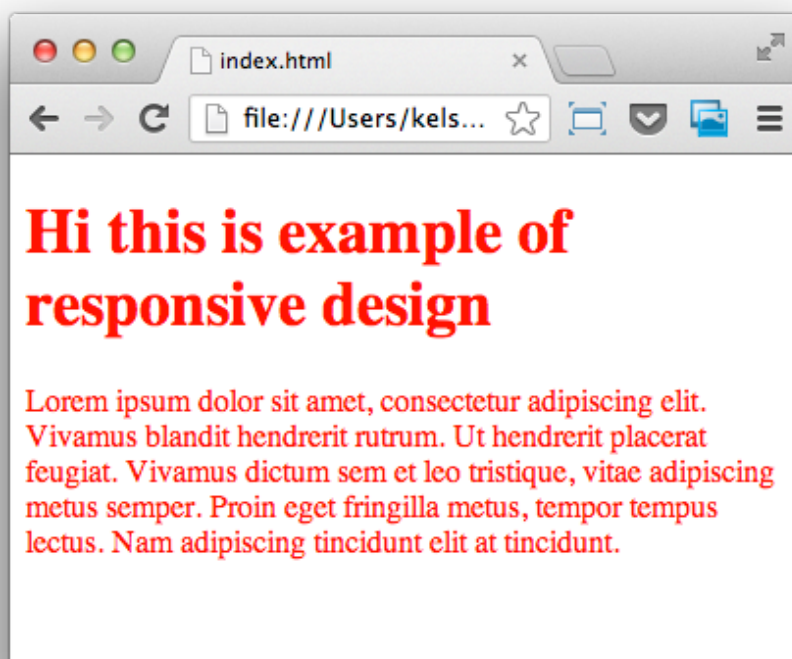 index.html
file:///Users/kels...
Hi this is example of
responsive design
Lorem ipsum dolor sit amet, consectetur adipiscing elit.
Vivamus blandit hendrerit rutrum. Ut hendrerit placerat
feugiat. Vivamus dictum sem et leo tristique, vitae adipiscing
metus semper. Proin eget fringilla metus, tempor tempus
lectus. Nam adipiscing tincidunt elit at tincidunt.